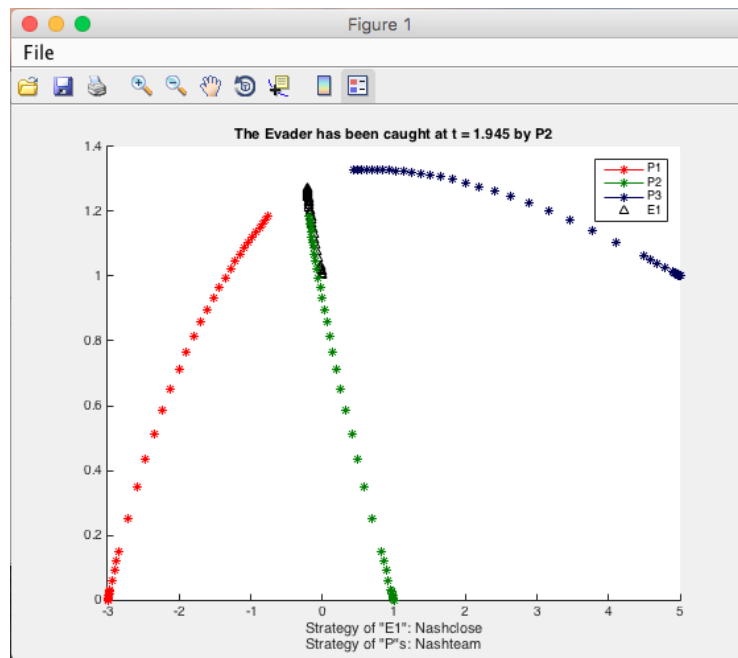 Figure 1
File
The Evader has been caught at t = 1.945 by P2
1.4
1.2
1
0.8
0.6
0.4
0.2
0
P1
P2
P3
E1
-3
-2
-1
0
1
2
3
4
5
Strategy of "E1": Nashclose
Strategy of "P"s: Nashteam